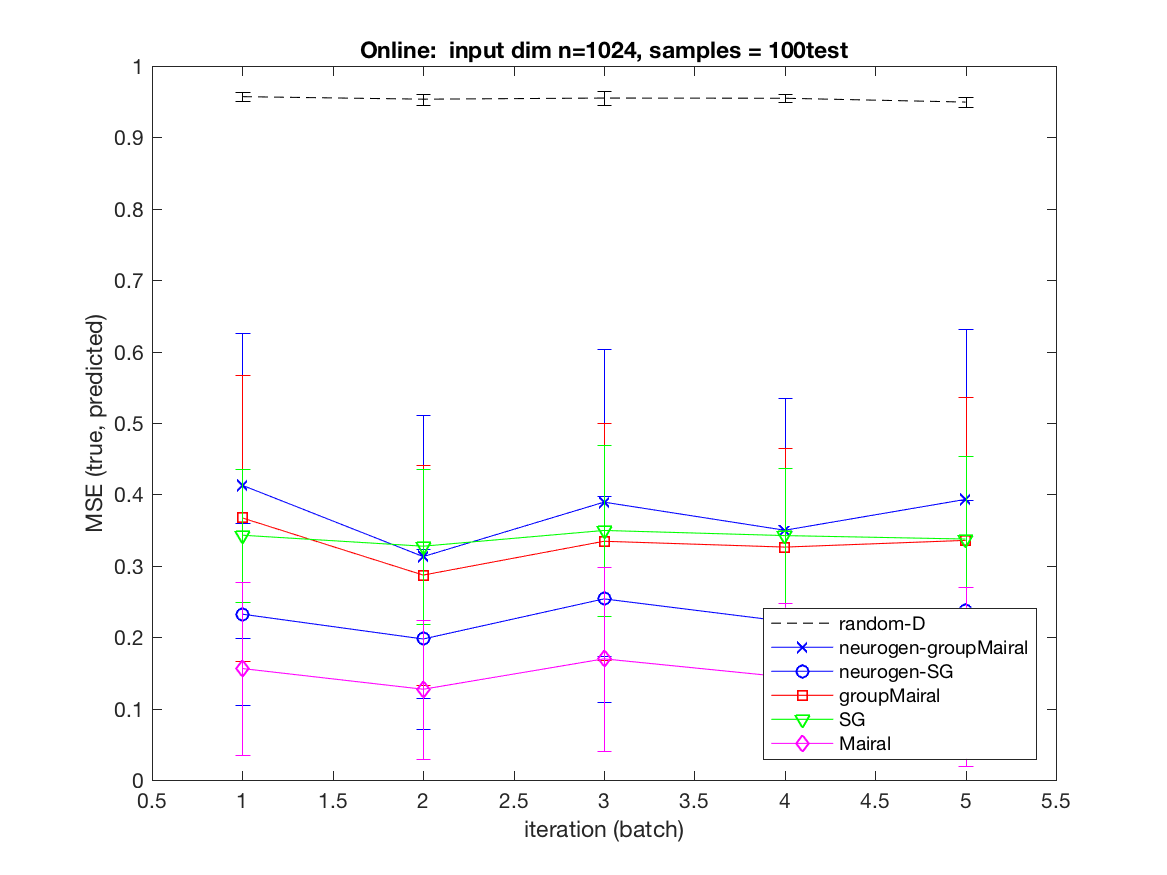 Online:  input dim n=1024, samples = 100test
1
0.9
0.8
0.7
0.6
0.5
0.4
0.3
0.2
0.1
0
MSE (true, predicted)
random-D
neurogen-groupMairal
neurogen-SG
groupMairal
SG
Mairal
0.5 1 1.5 2 2.5 3 3.5 4 4.5 5 5.5
iteration (batch)